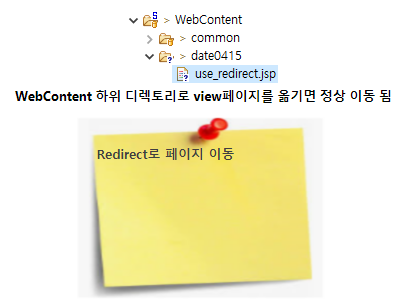 > WebContent
> common
> date0415
use_redirect.jsp
WebContent 하위 디렉토리로 view페이지를 옮기면 정상 이동 됨
Redirect로 페이지 이동